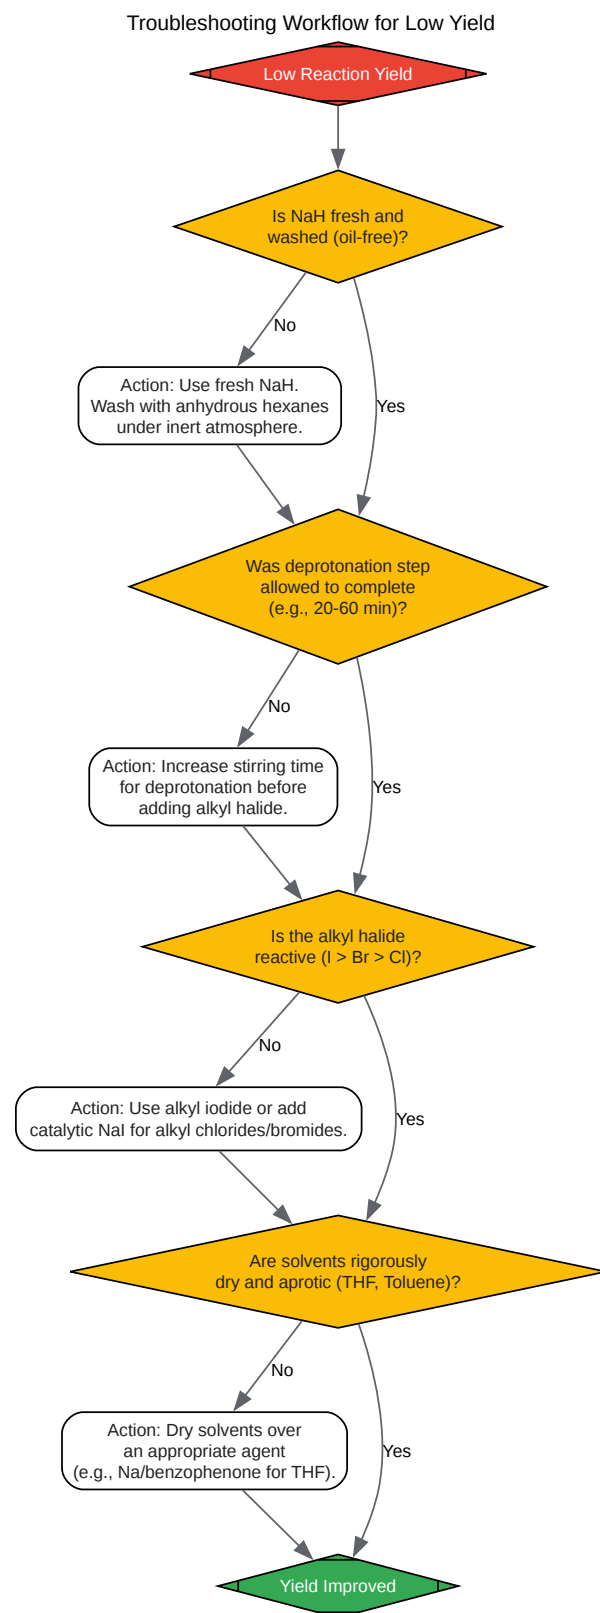 Troubleshooting Workflow for Low Yield
Low Reaction Yield
Is NaH fresh and
washed (oil-free)?
No
Action: Use fresh NaH.
Wash with anhydrous hexanes
under inert atmosphere.
Yes
Was deprotonation step
allowed to complete
(e.g., 20-60 min)?
No
Action: Increase stirring time
for deprotonation before
adding alkyl halide.
Yes
Is the alkyl halide
reactive (I > Br > Cl)?
No
Action: Use alkyl iodide or add
catalytic NaI for alkyl chlorides/bromides.
Yes
Are solvents rigorously
dry and aprotic (THF, Toluene)?
No
Action: Dry solvents over
an appropriate agent
(e.g., Na/benzophenone for THF).
Yes
Yield Improved